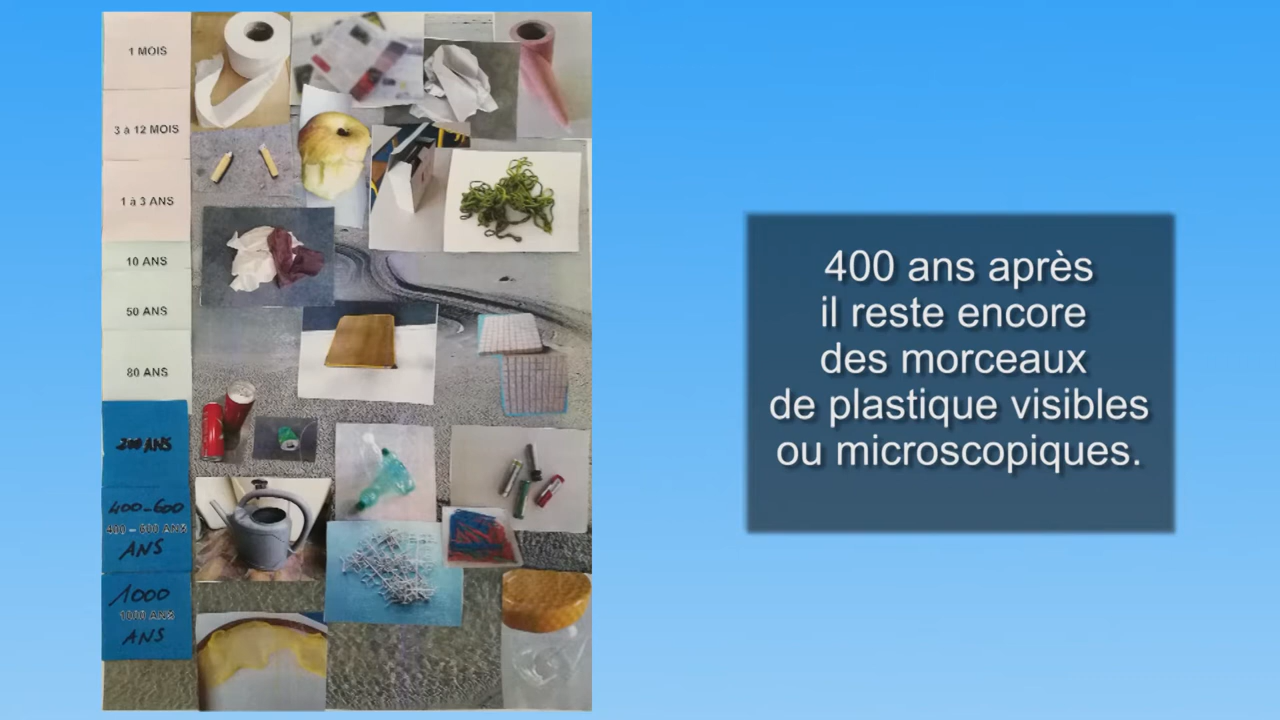 1 MOIS
3 à 12 MOIS
1 à 3 ANS
10 ANS
50 ANS
80 ANS
200 ANS
400-600
400 – 600 ANS
ANS
1000
1000 ANS
ANS
400 ans après
il reste encore
des morceaux
de plastique visibles
ou microscopiques.